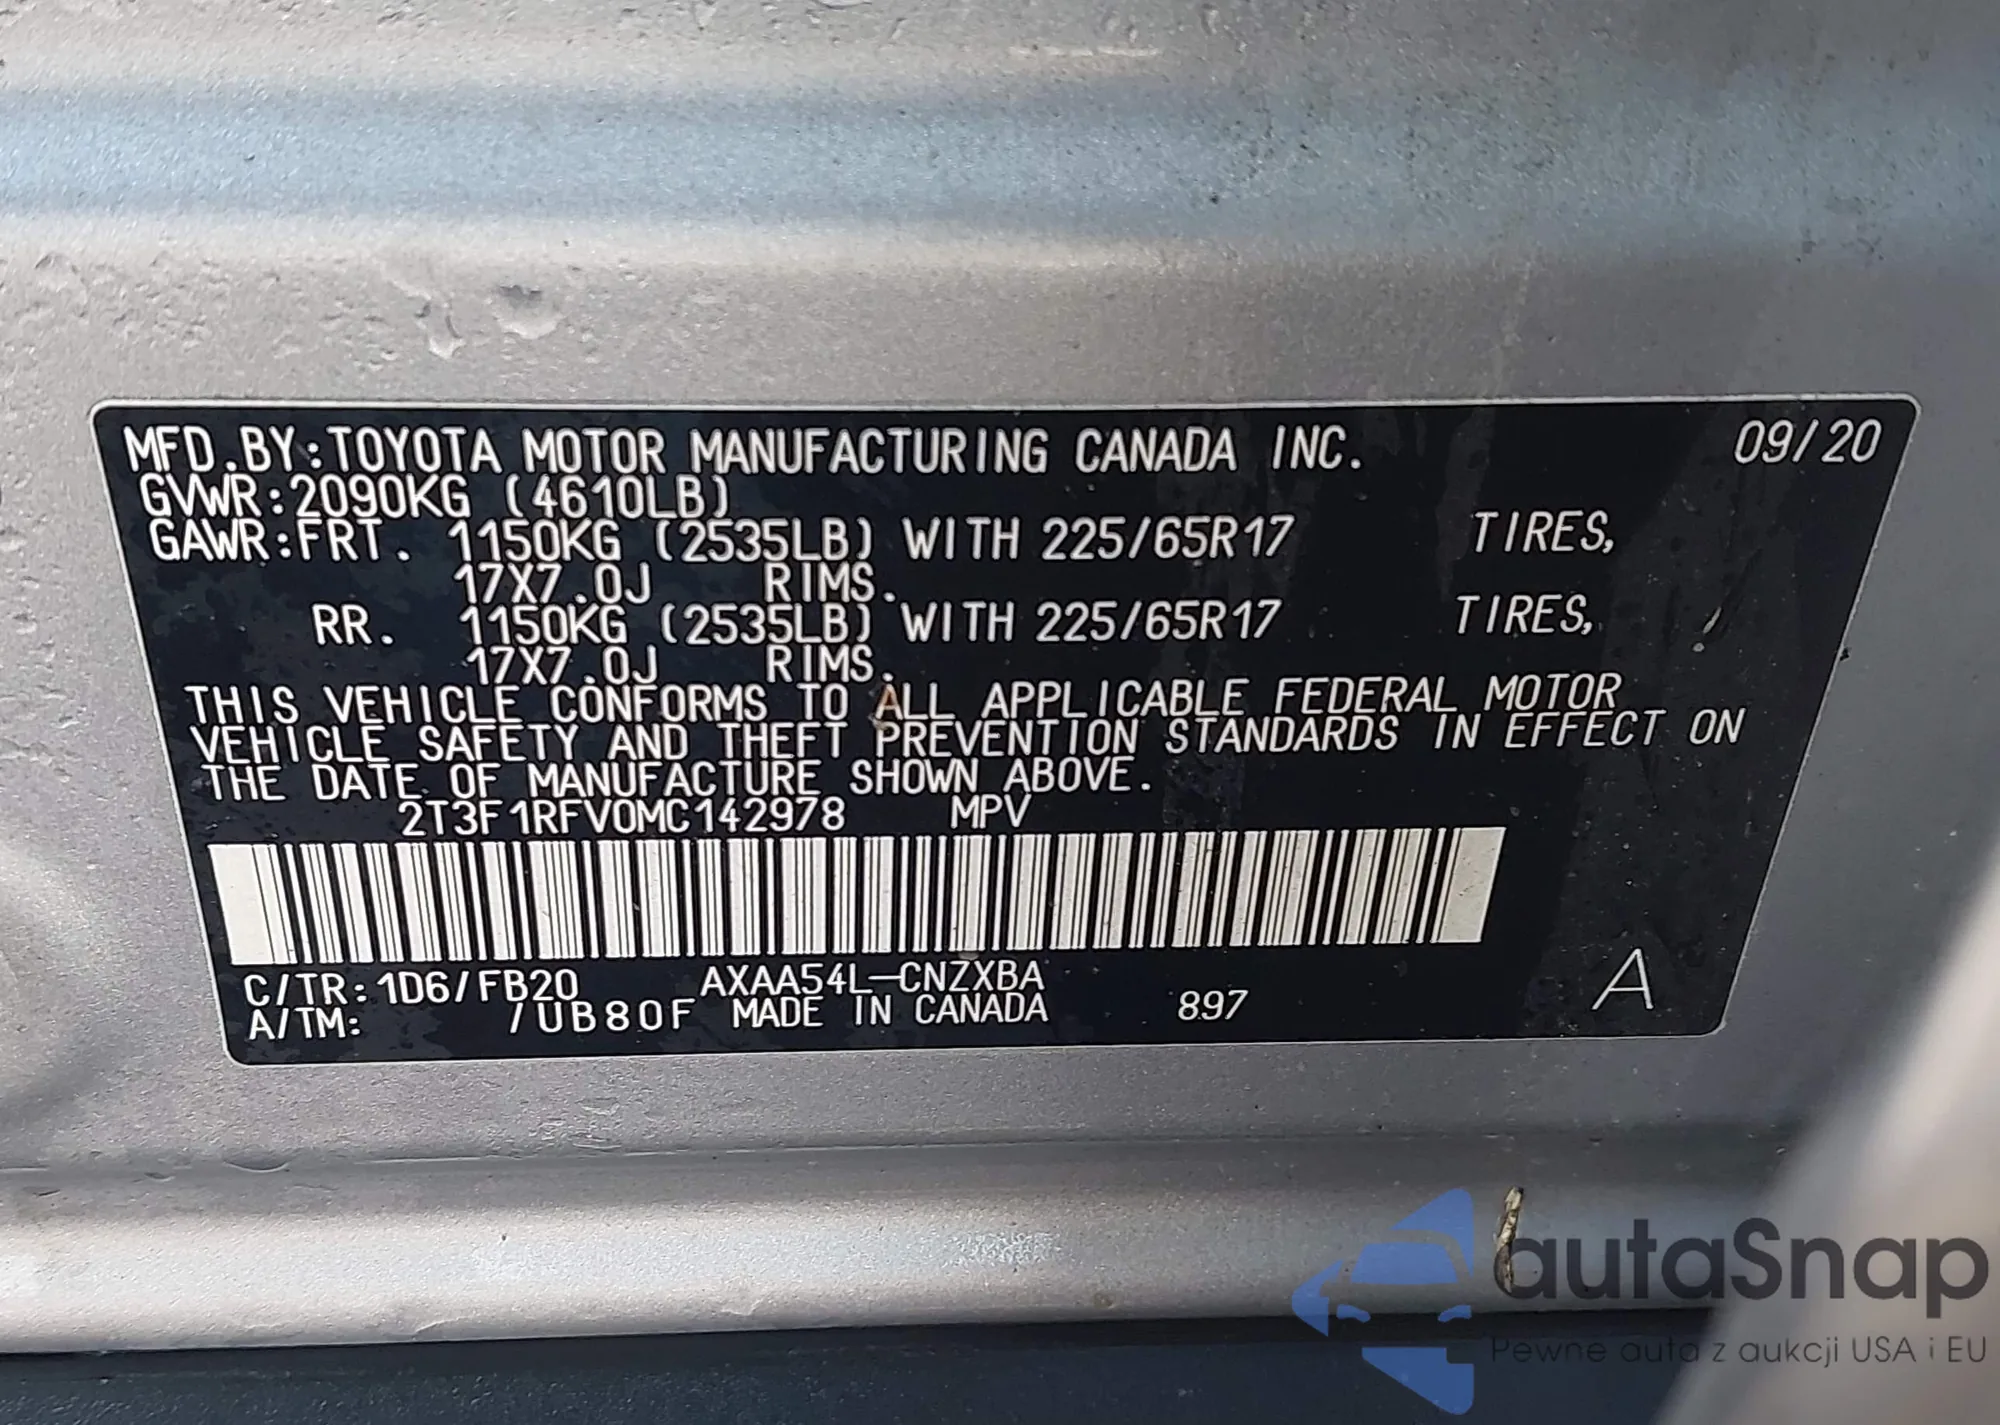 MFD.BY:TOYOTA MOTOR MANUFACTURING CANADA INC. 09/20
GVWR:2090KG (4610LB)
GAWR:FRT. 1150KG (2535LB) WITH 225/65R17 TIRES,
17X7.0J RIMS.
RR. 1150KG (2535LB) WITH 225/65R17 TIRES,
17X7.0J RIMS.
THIS VEHICLE CONFORMS TO ALL APPLICABLE FEDERAL MOTOR
VEHICLE SAFETY AND THEFT PREVENTION STANDARDS IN EFFECT ON
THE DATE OF MANUFACTURE SHOWN ABOVE.
2T3F1RFV0MC142978 MPV
C/TR:1D6/FB20 AXAA54L-CNZXBA
A/TM: /UB80F MADE IN CANADA 897 A
autaSnap
Pewne auta z aukcji USA i EU